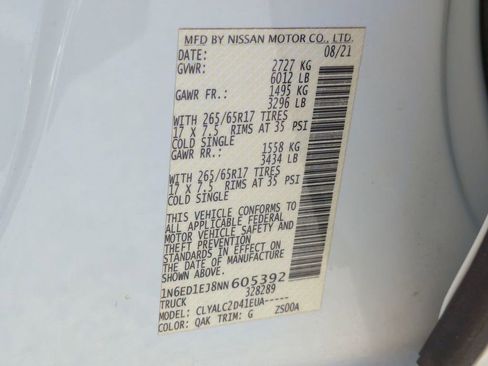 MFD BY NISSAN MOTOR CO., LTD.
DATE: 08/21
GVWR: 2727 KG
6012 LB
GAWR FR.: 1495 KG
3296 LB
WITH 265/65R17 TIRES
17 X 7.5 RIMS AT 35 PSI
COLD SINGLE
GAWR RR.: 1558 KG
3434 LB
WITH 265/65R17 TIRES
17 X 7.5 RIMS AT 35 PSI
COLD SINGLE
THIS VEHICLE CONFORMS TO
ALL APPLICABLE FEDERAL
MOTOR VEHICLE SAFETY AND
THEFT PREVENTION
STANDARDS IN EFFECT ON
THE DATE OF MANUFACTURE
SHOWN ABOVE.
1N6ED1EJ8NN605392
TRUCK 328289
MODEL: CLYALC2D41EUA-----
COLOR: QAK TRIM: G ZS00A